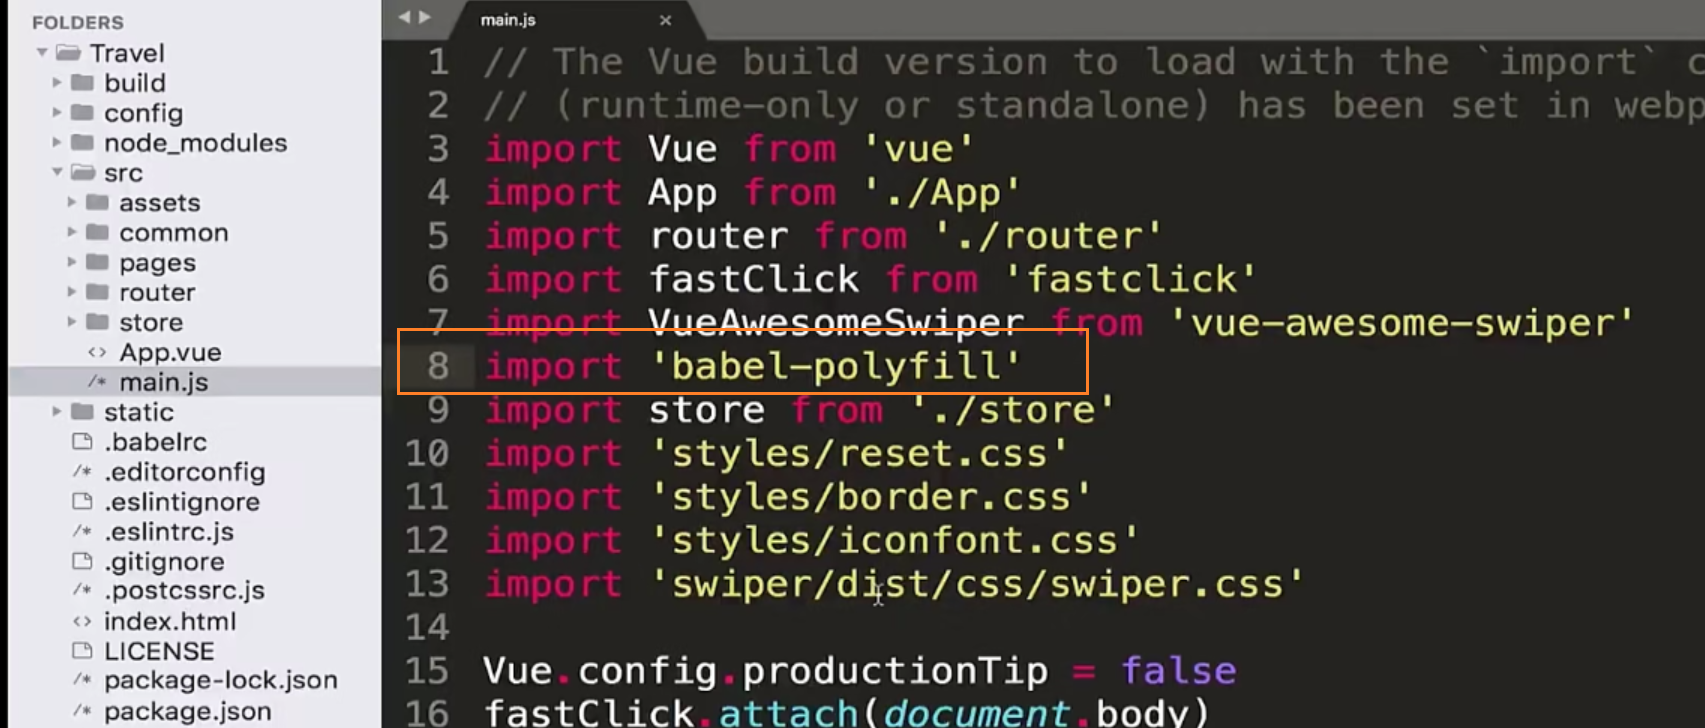 FOLDERS
Travel
build
config
node_modules
src
assets
common
pages
router
store
<> App.vue
/* main.js
static
.babelrc
/* .editorconfig
.eslintignore
/* .eslintrc.js
.gitignore
/* .postcssrc.js
<> index.html
LICENSE
/* package-lock.json
/* package.json
main.js ×
1 // The Vue build version to load with the `import` c
2 // (runtime-only or standalone) has been set in webp
3 import Vue from 'vue'
4 import App from './App'
5 import router from './router'
6 import fastClick from 'fastclick'
7 import VueAwesomeSwiper from 'vue-awesome-swiper'
8 import 'babel-polyfill'
9 import store from './store'
10 import 'styles/reset.css'
11 import 'styles/border.css'
12 import 'styles/iconfont.css'
13 import 'swiper/dist/css/swiper.css'
14
15 Vue.config.productionTip = false
16 fastClick.attach(document.body)